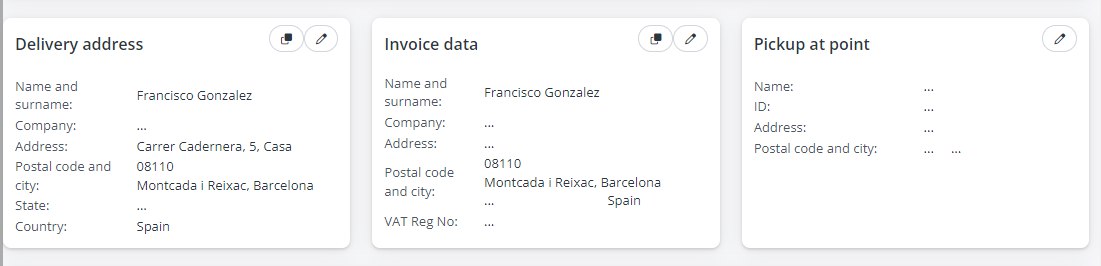 Delivery address
Name and
surname:
Francisco Gonzalez
Company:
...
Address:
Carrer Cadernera, 5, Casa
Postal code and
city:
08110
Montcada i Reixac, Barcelona
State:
...
Country:
Spain
Invoice data
Name and
surname:
Francisco Gonzalez
Company:
...
Address:
...
Postal code
and city:
08110
Montcada i Reixac, Barcelona
... Spain
VAT Reg No:
...
Pickup at point
Name:
...
ID:
...
Address:
...
Postal code and city:
... ...